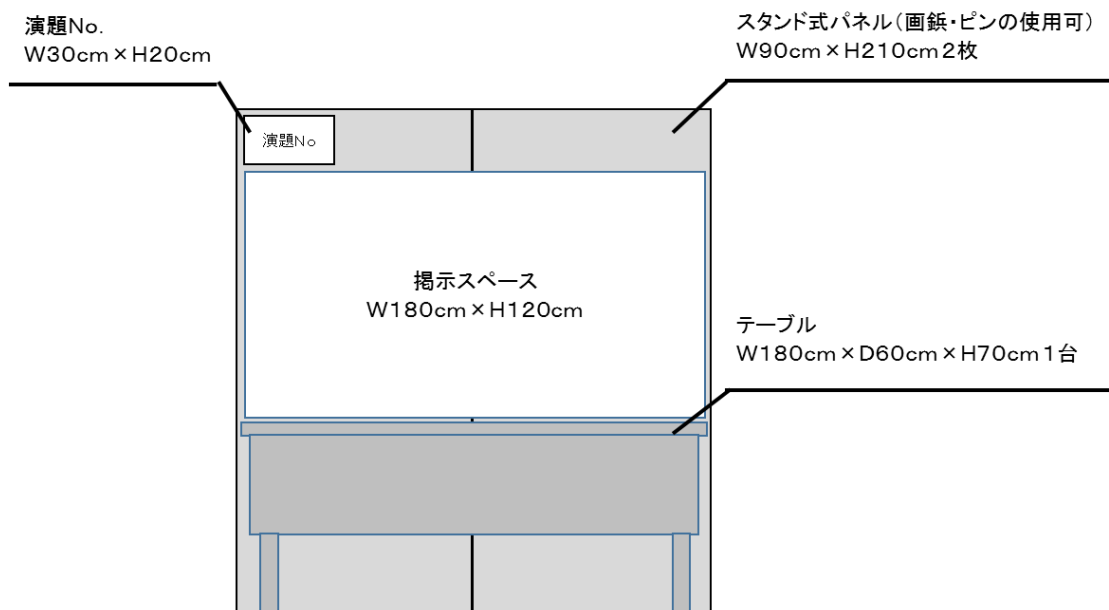 演題No.
W30cm×H20cm
スタンド式パネル（画鋲・ピンの使用可）
W90cm×H210cm2枚
演題No
掲示スペース
W180cm×H120cm
テーブル
W180cm×D60cm×H70cm1台